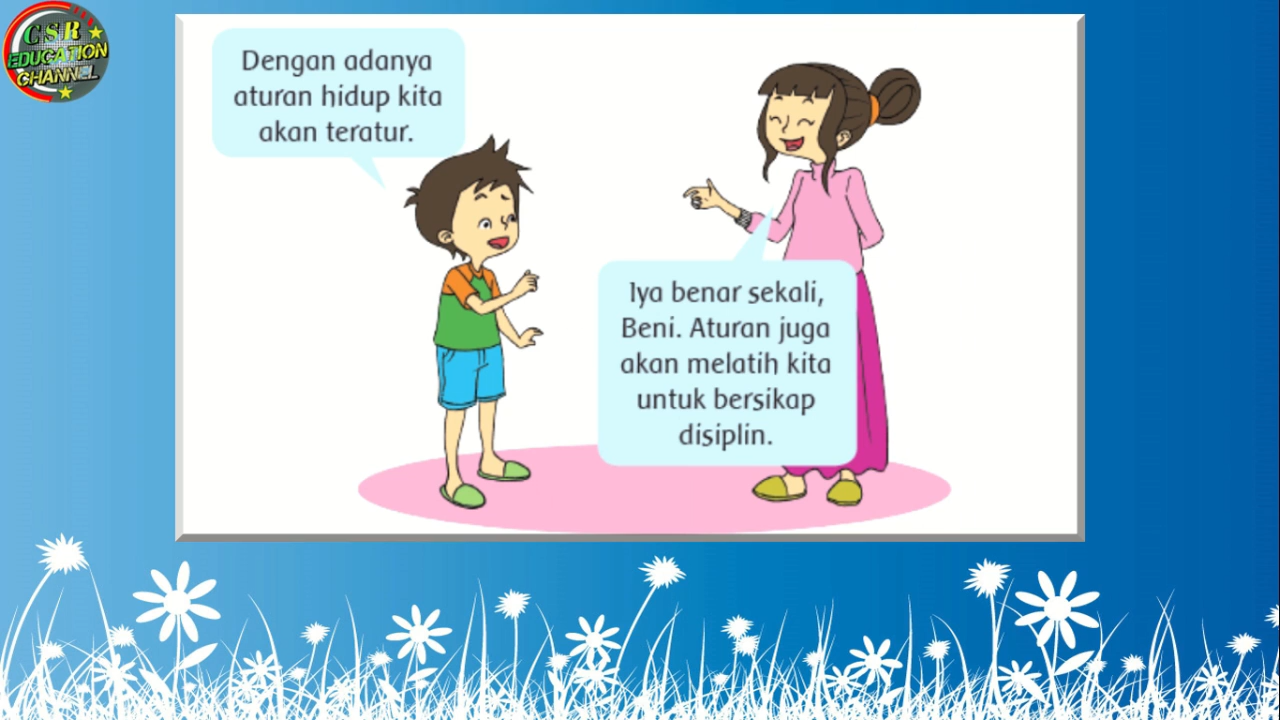 CSR
EDUCATION
CHANNEL
Dengan adanya
aturan hidup kita
akan teratur.
Iya benar sekali,
Beni. Aturan juga
akan melatih kita
untuk bersikap
disiplin.